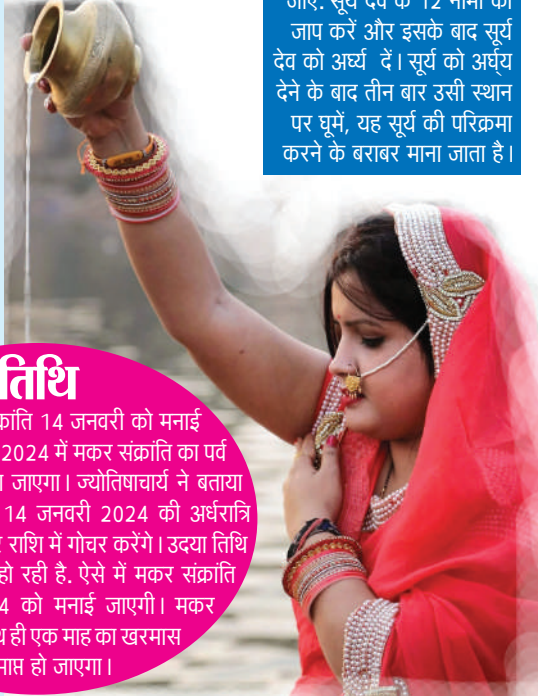 जाए. सूर्य देव के 12 नामों का
जाप करें और इसके बाद सूर्य
देव को अर्घ्य दें। सूर्य को अर्घ्य
देने के बाद तीन बार उसी स्थान
पर घूमें, यह सूर्य की परिक्रमा
करने के बराबर माना जाता है।
तिथि
14 जनवरी को मनाई
2024 में मकर संक्रांति का पर्व
जाएगा। ज्योतिषाचार्य ने बताया
14 जनवरी 2024 की अर्धरात्रि
राशि में गोचर करेंगे। उदया तिथि
हो रही है. ऐसे में मकर संक्रांति
को मनाई जाएगी। मकर
ही एक माह का खरमास
हो जाएगा।